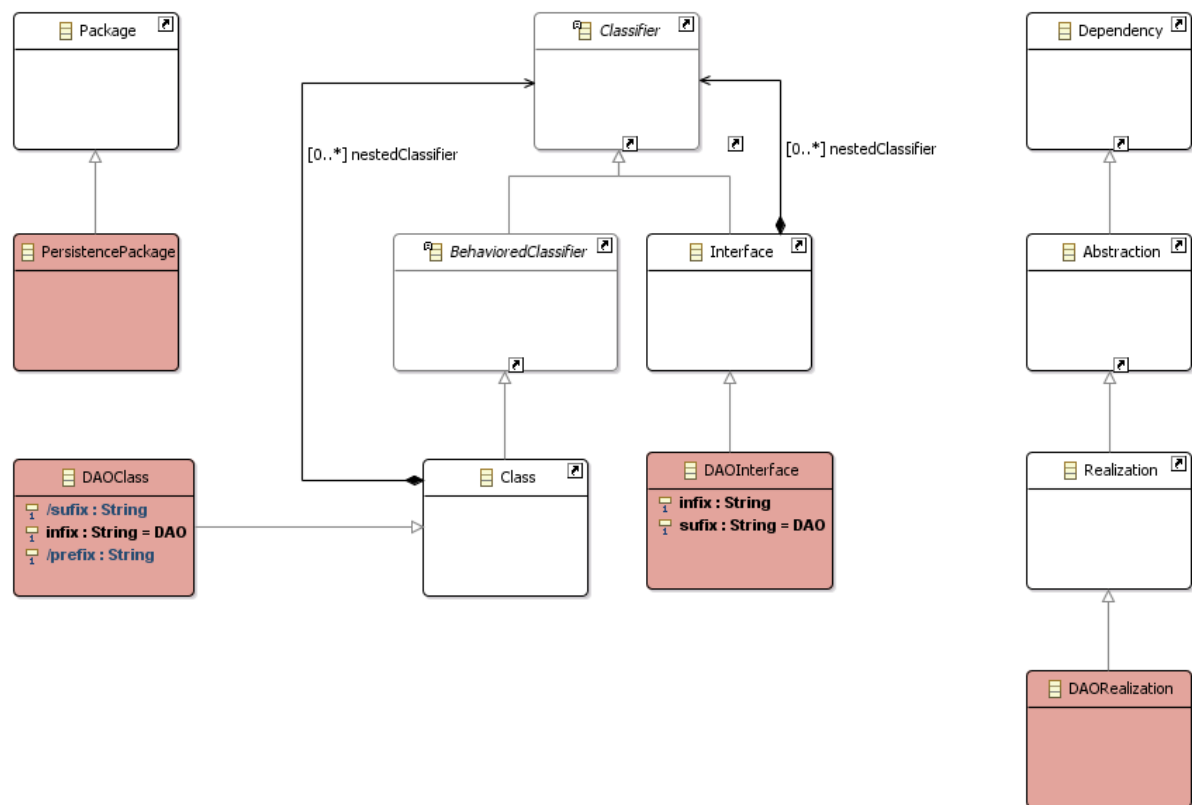 Package
Classifier
Dependency
[0..*] nestedClassifier
[0..*] nestedClassifier
PersistencePackage
BehavioredClassifier
Interface
Abstraction
DAOClass
/sufix : String
infix : String = DAO
/prefix : String
Class
DAOInterface
infix : String
sufix : String = DAO
Realization
DAORealization